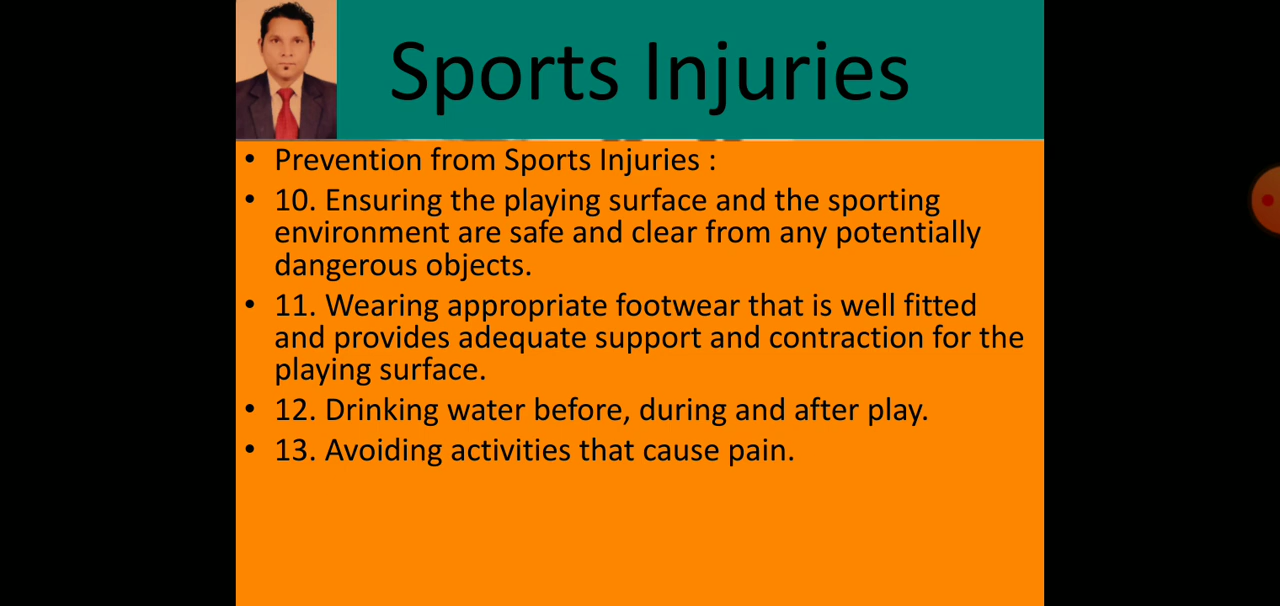 Sports Injuries
• Prevention from Sports Injuries :
• 10. Ensuring the playing surface and the sporting
environment are safe and clear from any potentially
dangerous objects.
• 11. Wearing appropriate footwear that is well fitted
and provides adequate support and contraction for the
playing surface.
• 12. Drinking water before, during and after play.
• 13. Avoiding activities that cause pain.